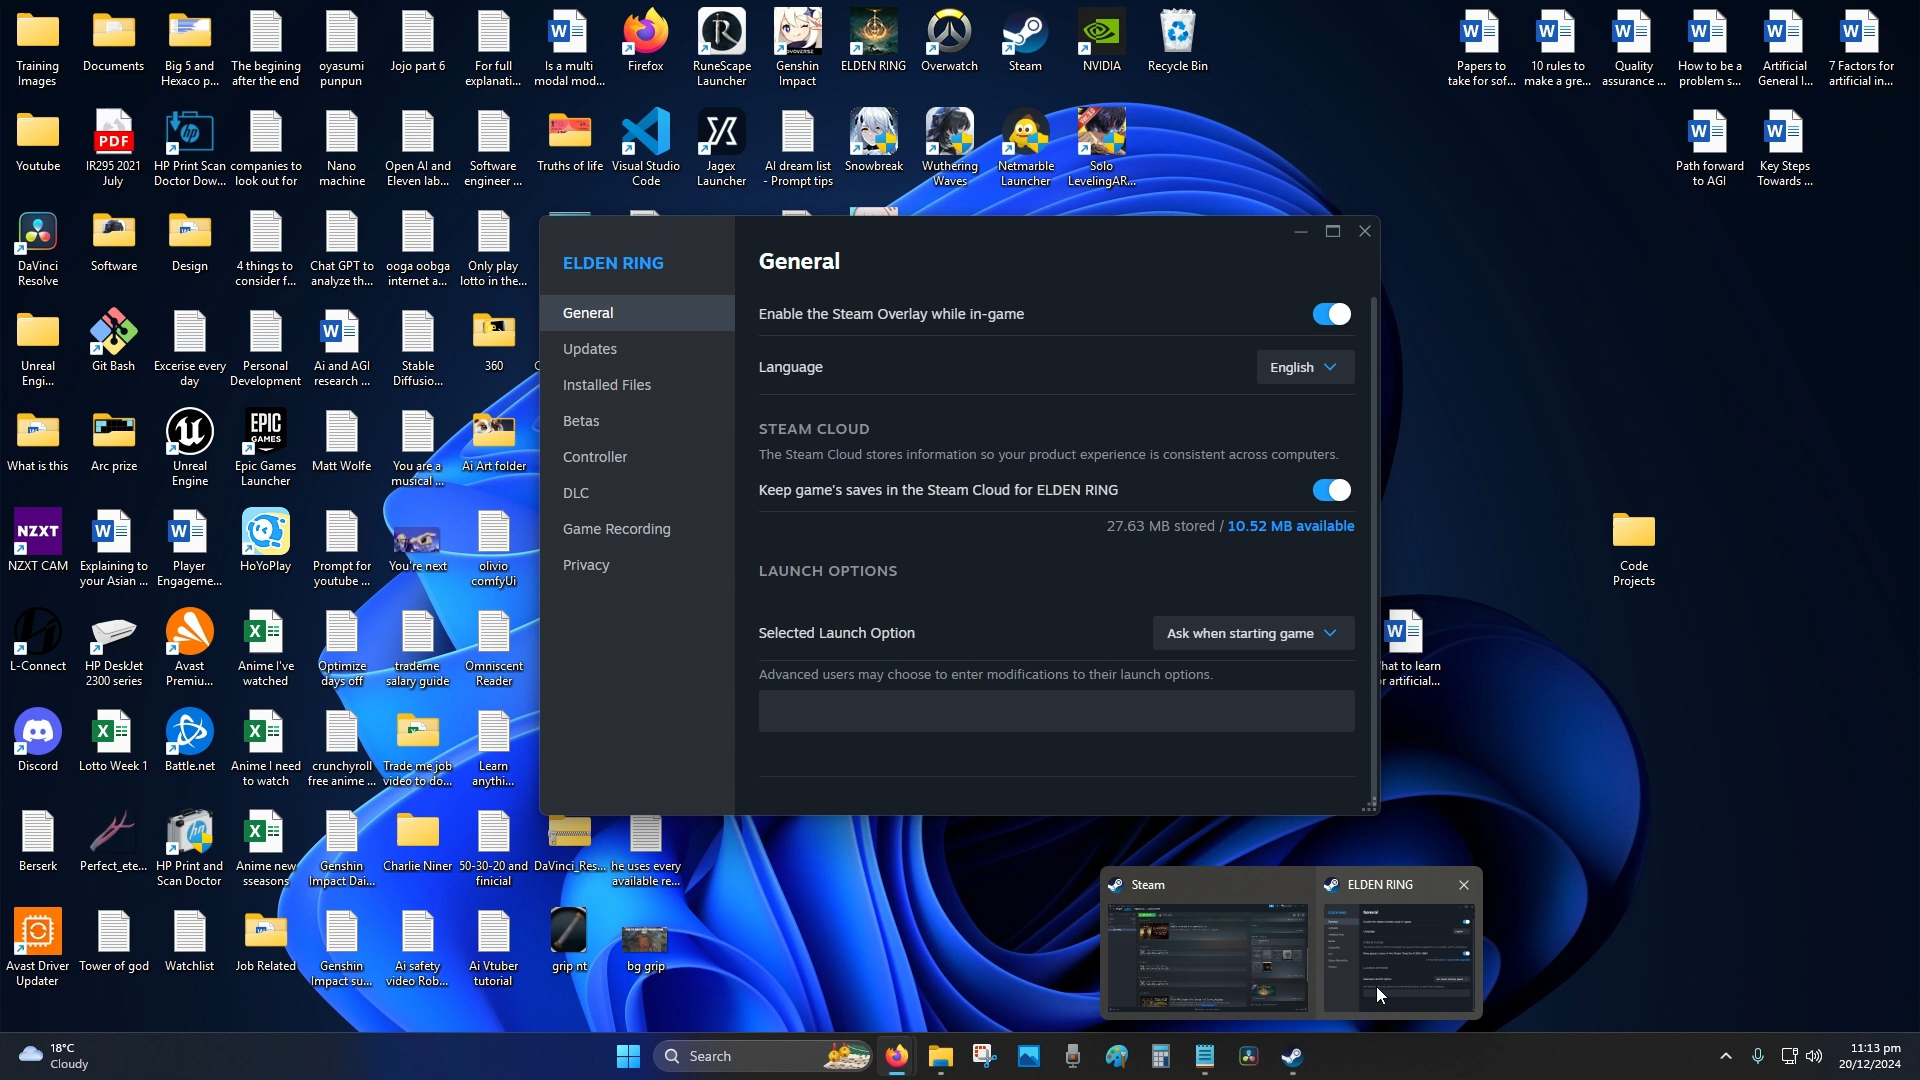 Training
Images
Documents
Big 5 and
Hexaco p...
The begining
after the end
oyasumi
punpun
Jojo part 6
For full
explanati...
Is a multi
modal mod...
Firefox
RuneScape
Launcher
Genshin
Impact
ELDEN RING
Overwatch
Steam
NVIDIA
Recycle Bin
Papers to
take for sof...
10 rules to
make a gre...
Quality
assurance ...
How to be a
problem s...
Artificial
General I...
7 Factors for
artificial in...
Youtube
PDF
IR295 2021
July
HP Print Scan
Doctor Dow...
companies to
look out for
Nano
machine
Open AI and
Eleven lab...
Software
engineer ...
Truths of life
Visual Studio
Code
Jagex
Launcher
AI dream list
- Prompt tips
Snowbreak
Wuthering
Waves
Netmarble
Launcher
Solo
LevelingAR...
Path forward
to AGI
Key Steps
Towards ...
DaVinci
Resolve
Software
Design
4 things to
consider f...
Chat GPT to
analyze th...
ooga oobga
internet a...
Only play
lotto in the...
Unreal
Engi...
Git Bash
Excerise every
day
Personal
Development
Ai and AGI
research ...
Stable
Diffusio...
360
What is this
Arc prize
Unreal
Engine
EPIC
GAMES
Epic Games
Launcher
Matt Wolfe
You are a
musical ...
Ai Art folder
NZXT
NZXT CAM
Explaining to
your Asian ...
Player
Engageme...
HoYoPlay
Prompt for
youtube ...
You're next
olivio
comfyUi
L-Connect
HP DeskJet
2300 series
Avast
Premiu...
Anime I've
watched
Optimize
days off
trademe
salary guide
Omniscent
Reader
Discord
Lotto Week 1
Battle.net
Anime I need
to watch
crunchyroll
free anime ...
Trade me job
video to do...
Learn
anythi...
Berserk
Perfect_ete...
HP Print and
Scan Doctor
Anime new
sseasons
Genshin
Impact Dai...
Charlie Niner
50-30-20 and
finicial
DaVinci_Res...
he uses every
available re...
Avast Driver
Updater
Tower of god
Watchlist
Job Related
Genshin
Impact su...
Ai safety
video Rob...
Ai Vtuber
tutorial
grip nt
bg grip
Code
Projects
hat to learn
r artificial...
ELDEN RING
General
Updates
Installed Files
Betas
Controller
DLC
Game Recording
Privacy
General
Enable the Steam Overlay while in-game
Language
English
STEAM CLOUD
The Steam Cloud stores information so your product experience is consistent across computers.
Keep game's saves in the Steam Cloud for ELDEN RING
27.63 MB stored / 10.52 MB available
LAUNCH OPTIONS
Selected Launch Option
Ask when starting game
Advanced users may choose to enter modifications to their launch options.
Steam
ELDEN RING
18°C
Cloudy
Search
11:13 pm
20/12/2024